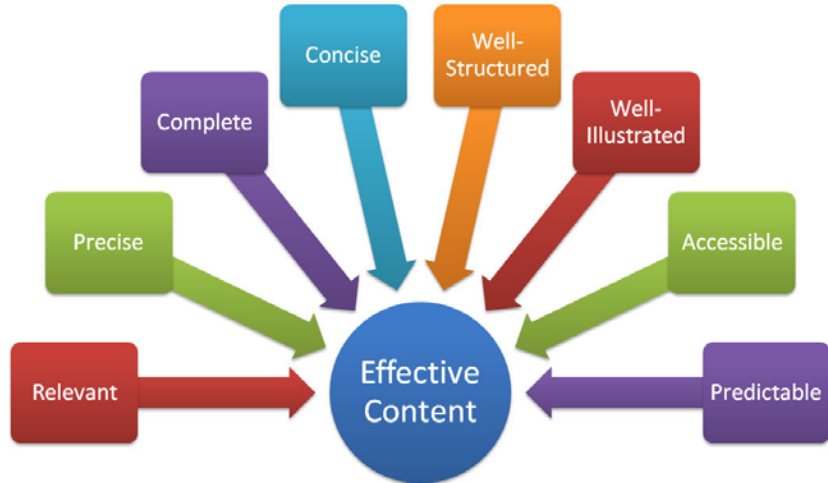 Concise
Well-
Structured
Complete
Well-
Illustrated
Precise
Accessible
Relevant
Effective
Content
Predictable